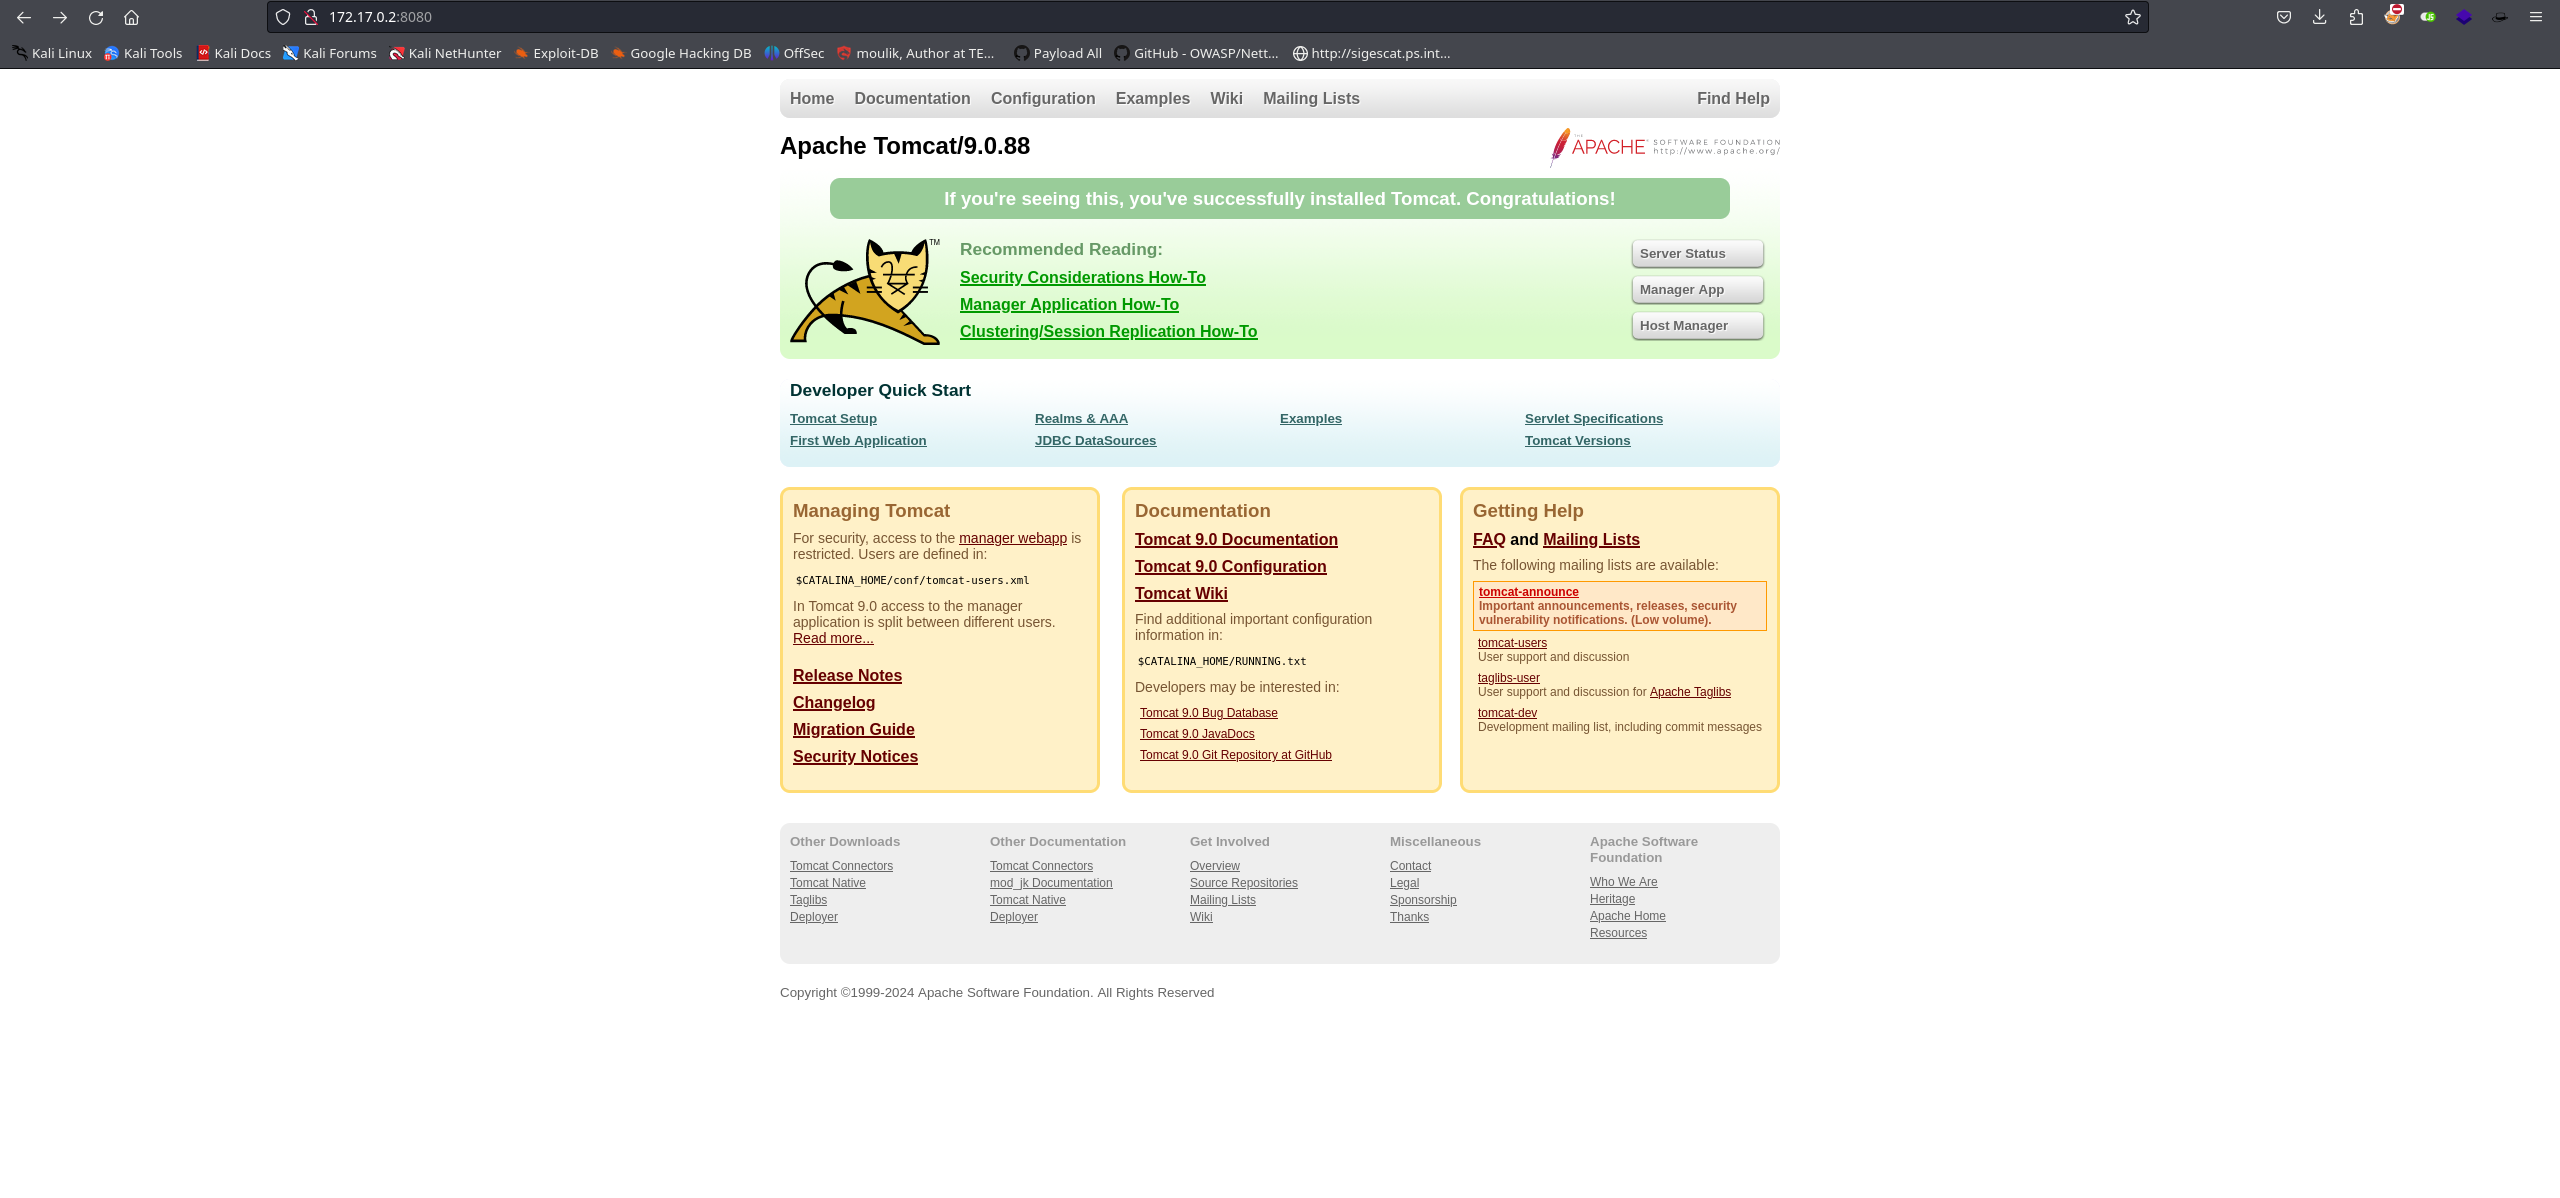 172.17.0.2:8080
Kali Linux Kali Tools Kali Docs Kali Forums Kali NetHunter Exploit-DB Google Hacking DB OffSec moulik, Author at TE... Payload All GitHub - OWASP/Nett... http://sigescat.ps.int...
Home Documentation Configuration Examples Wiki Mailing Lists Find Help
Apache Tomcat/9.0.88
THE APACHE SOFTWARE FOUNDATION
http://www.apache.org/
If you're seeing this, you've successfully installed Tomcat. Congratulations!
TM
Recommended Reading:
Security Considerations How-To
Manager Application How-To
Clustering/Session Replication How-To
Server Status
Manager App
Host Manager
Developer Quick Start
Tomcat Setup
First Web Application
Realms & AAA
JDBC DataSources
Examples
Servlet Specifications
Tomcat Versions
Managing Tomcat
For security, access to the manager webapp is
restricted. Users are defined in:
$CATALINA_HOME/conf/tomcat-users.xml
In Tomcat 9.0 access to the manager
application is split between different users.
Read more...
Release Notes
Changelog
Migration Guide
Security Notices
Documentation
Tomcat 9.0 Documentation
Tomcat 9.0 Configuration
Tomcat Wiki
Find additional important configuration
information in:
$CATALINA_HOME/RUNNING.txt
Developers may be interested in:
Tomcat 9.0 Bug Database
Tomcat 9.0 JavaDocs
Tomcat 9.0 Git Repository at GitHub
Getting Help
FAQ and Mailing Lists
The following mailing lists are available:
tomcat-announce
Important announcements, releases, security
vulnerability notifications. (Low volume).
tomcat-users
User support and discussion
taglibs-user
User support and discussion for Apache Taglibs
tomcat-dev
Development mailing list, including commit messages
Other Downloads
Tomcat Connectors
Tomcat Native
Taglibs
Deployer
Other Documentation
Tomcat Connectors
mod_jk Documentation
Tomcat Native
Deployer
Get Involved
Overview
Source Repositories
Mailing Lists
Wiki
Miscellaneous
Contact
Legal
Sponsorship
Thanks
Apache Software
Foundation
Who We Are
Heritage
Apache Home
Resources
Copyright ©1999-2024 Apache Software Foundation. All Rights Reserved